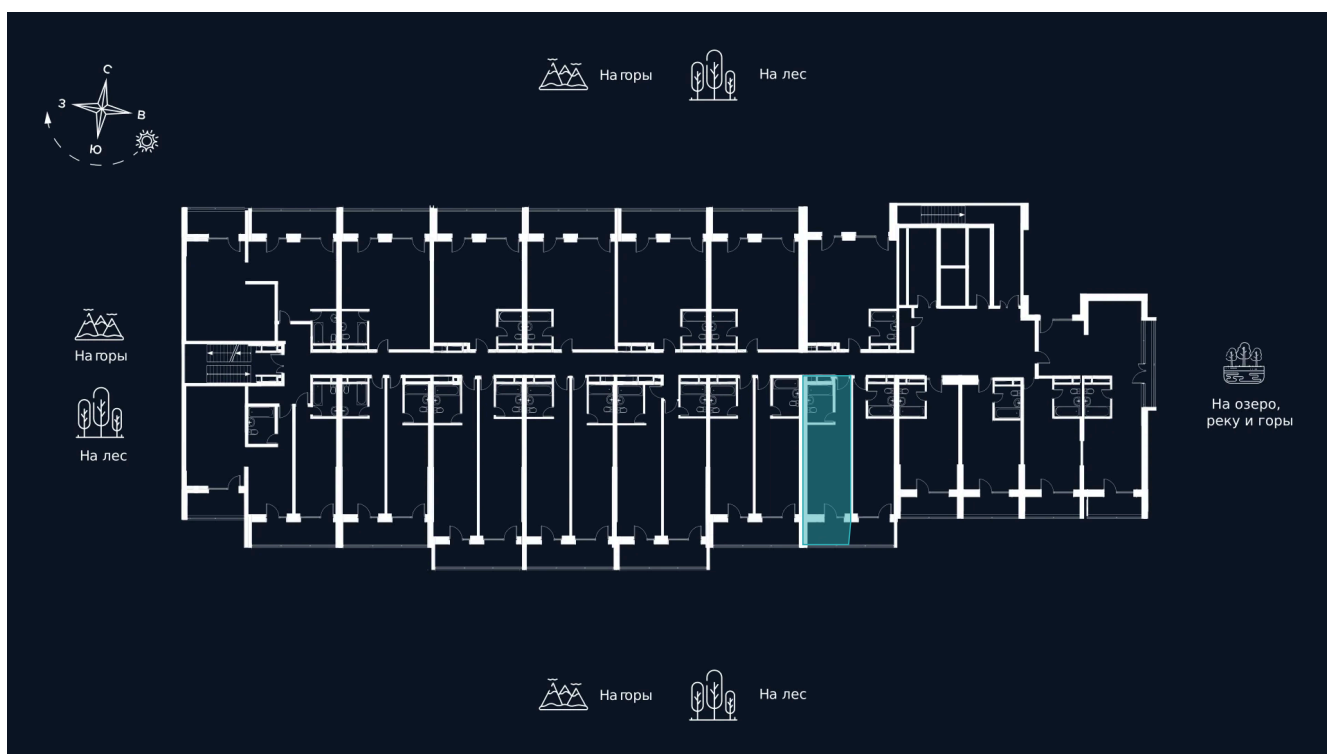 На горы
На лес
С
З
В
Ю
На горы
На лес
На озеро,
реку и горы
На горы
На лес